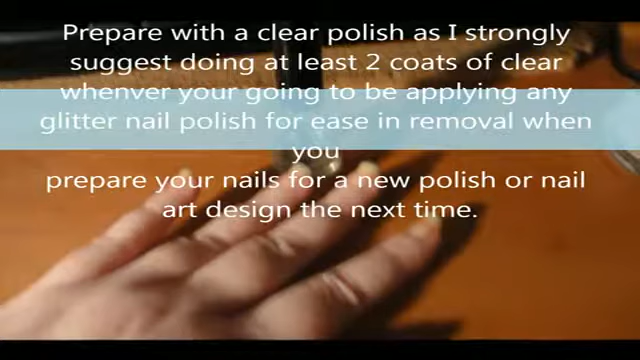 Prepare with a clear polish as I strongly
suggest doing at least 2 coats of clear
whenver your going to be applying any
glitter nail polish for ease in removal when
you
prepare your nails for a new polish or nail
art design the next time.